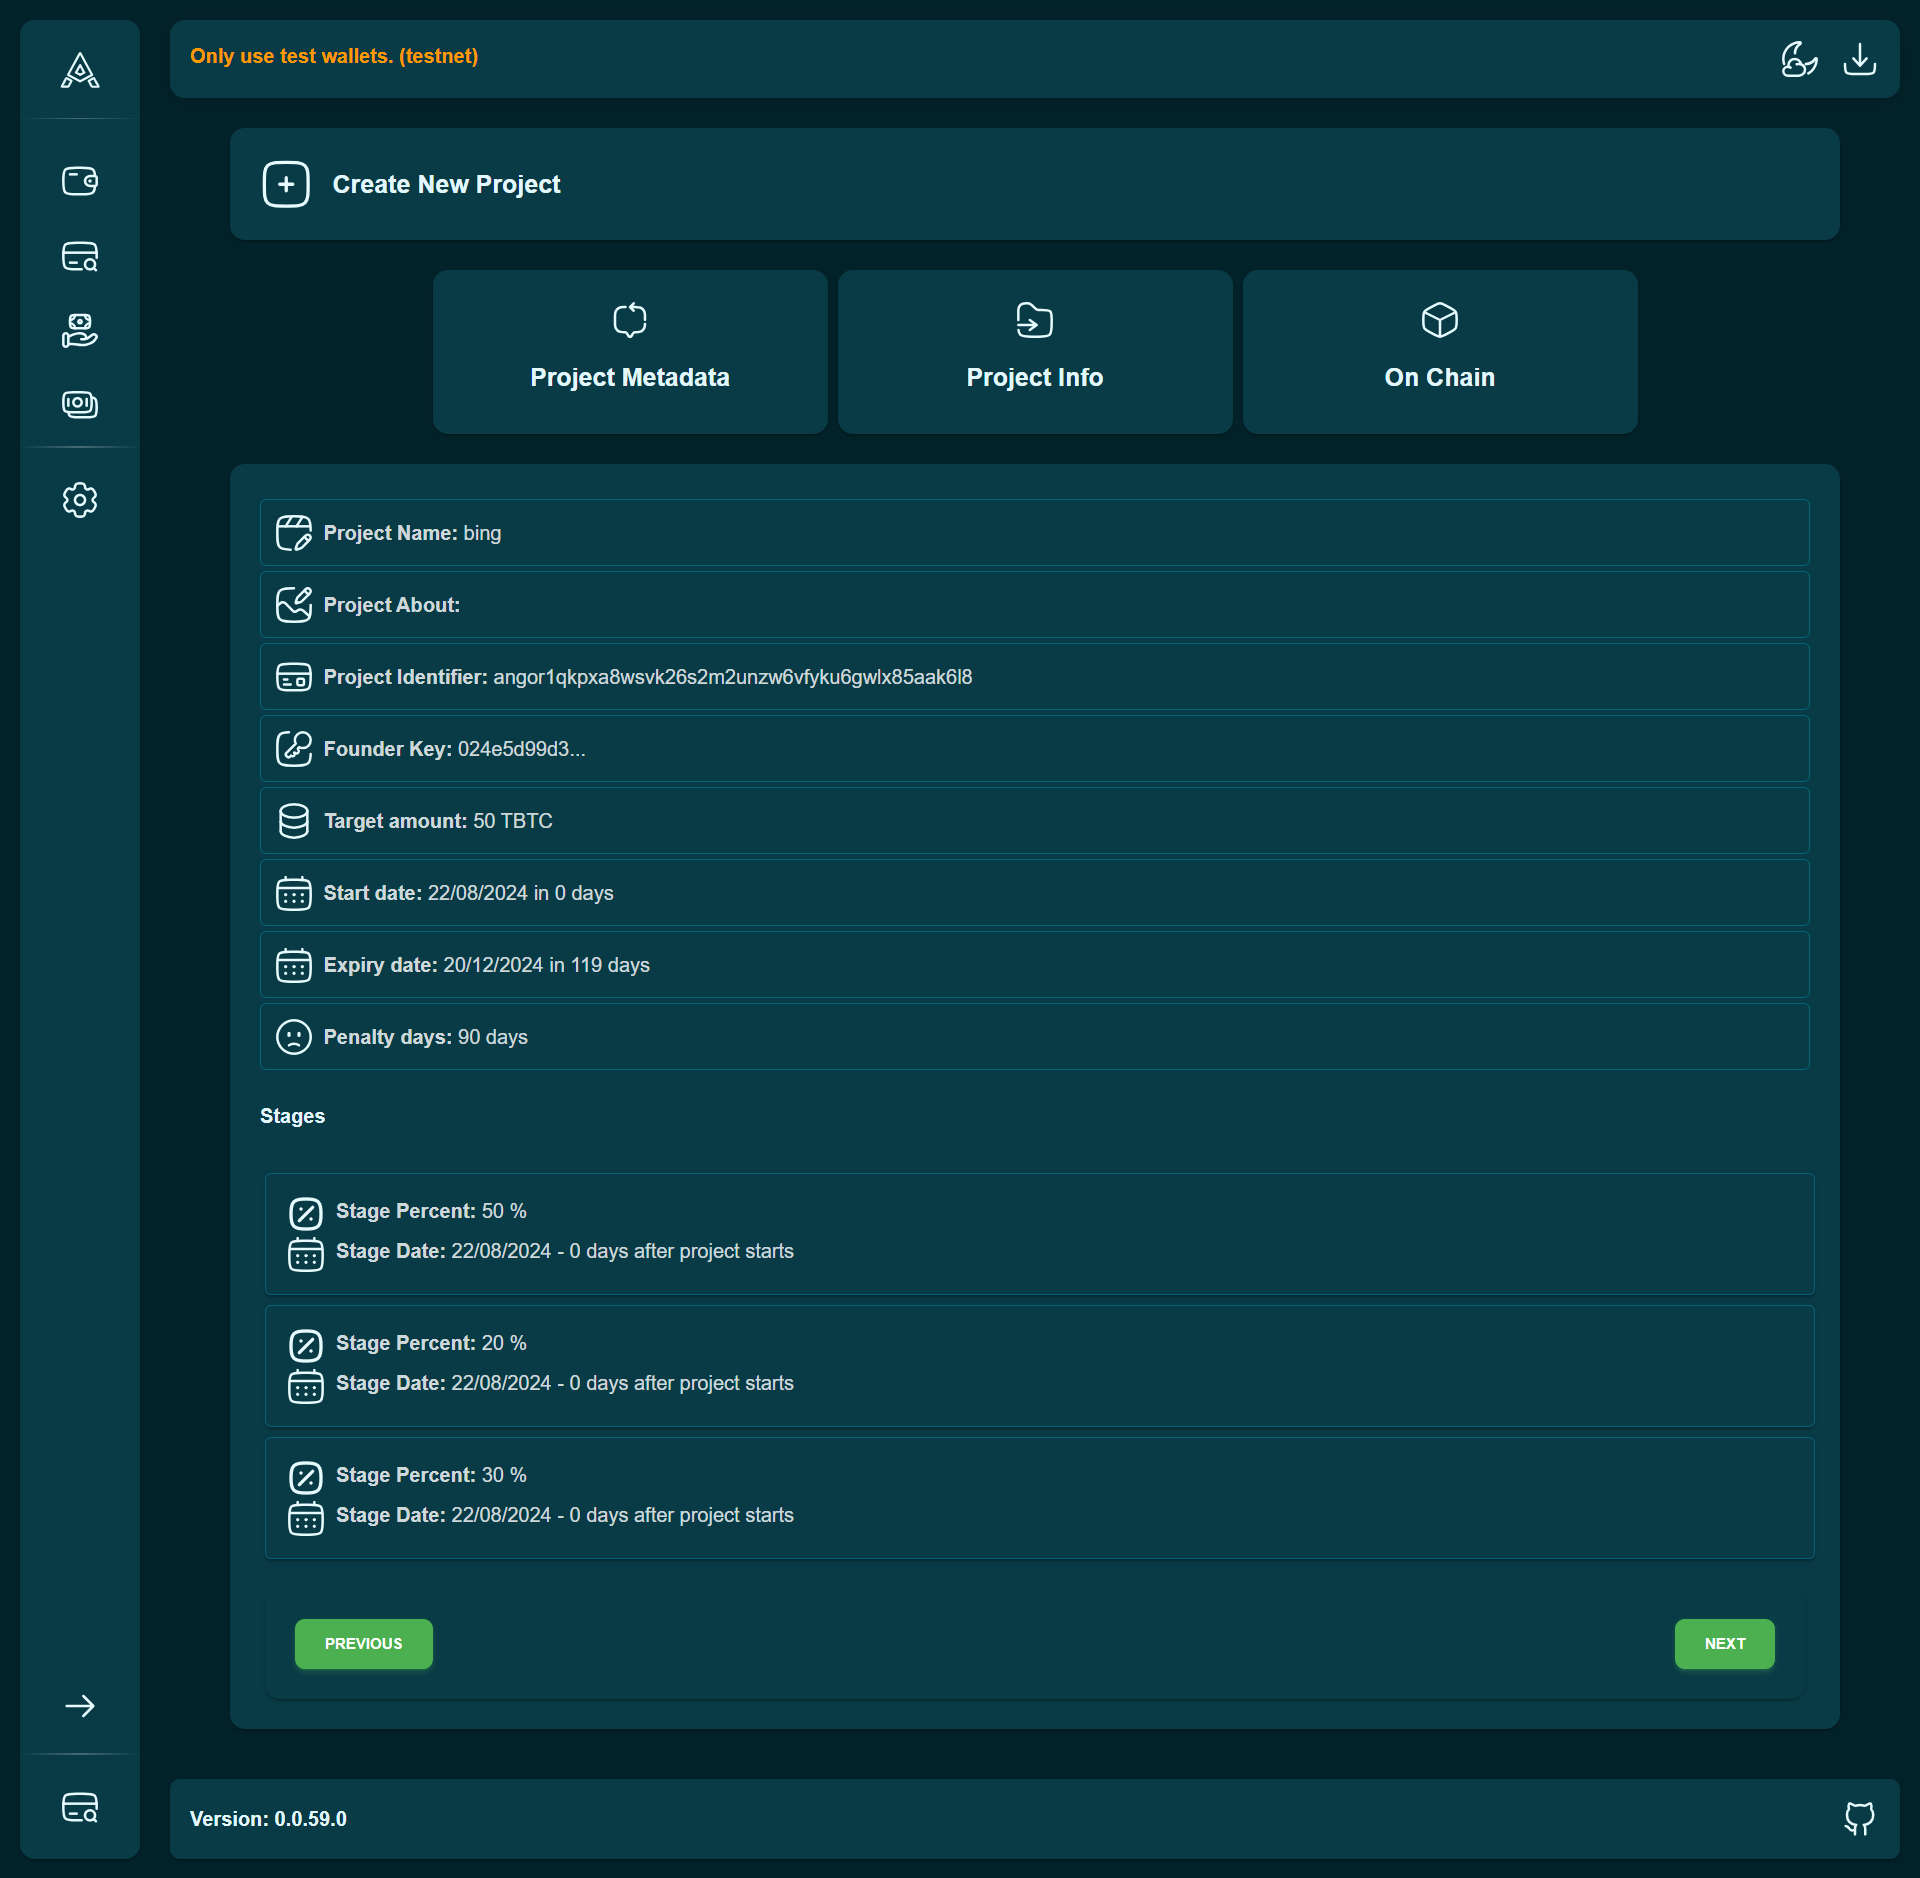 Only use test wallets. (testnet)
Create New Project
Project Metadata
Project Info
On Chain
Project Name: bing
Project About:
Project Identifier: angor1qkpxa8wsvk26s2m2unzw6vfyku6gwlx85aak6l8
Founder Key: 024e5d99d3...
Target amount: 50 TBTC
Start date: 22/08/2024 in 0 days
Expiry date: 20/12/2024 in 119 days
Penalty days: 90 days
Stages
Stage Percent: 50 %
Stage Date: 22/08/2024 - 0 days after project starts
Stage Percent: 20 %
Stage Date: 22/08/2024 - 0 days after project starts
Stage Percent: 30 %
Stage Date: 22/08/2024 - 0 days after project starts
PREVIOUS
NEXT
Version: 0.0.59.0